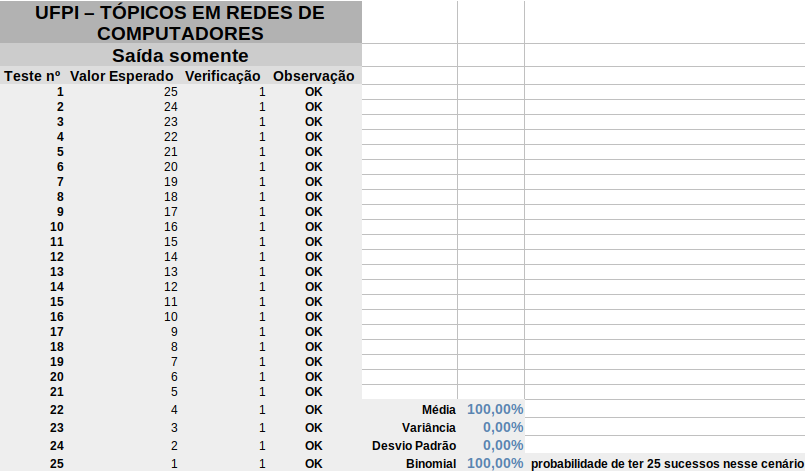 UFPI – TÓPICOS EM REDES DE
COMPUTADORES
Saída somente
Teste nº Valor Esperado Verificação Observação
1 25 1 OK
2 24 1 OK
3 23 1 OK
4 22 1 OK
5 21 1 OK
6 20 1 OK
7 19 1 OK
8 18 1 OK
9 17 1 OK
10 16 1 OK
11 15 1 OK
12 14 1 OK
13 13 1 OK
14 12 1 OK
15 11 1 OK
16 10 1 OK
17 9 1 OK
18 8 1 OK
19 7 1 OK
20 6 1 OK
21 5 1 OK
22 4 1 OK Média 100,00%
23 3 1 OK Variância 0,00%
24 2 1 OK Desvio Padrão 0,00%
25 1 1 OK Binomial 100,00% probabilidade de ter 25 sucessos nesse cenário